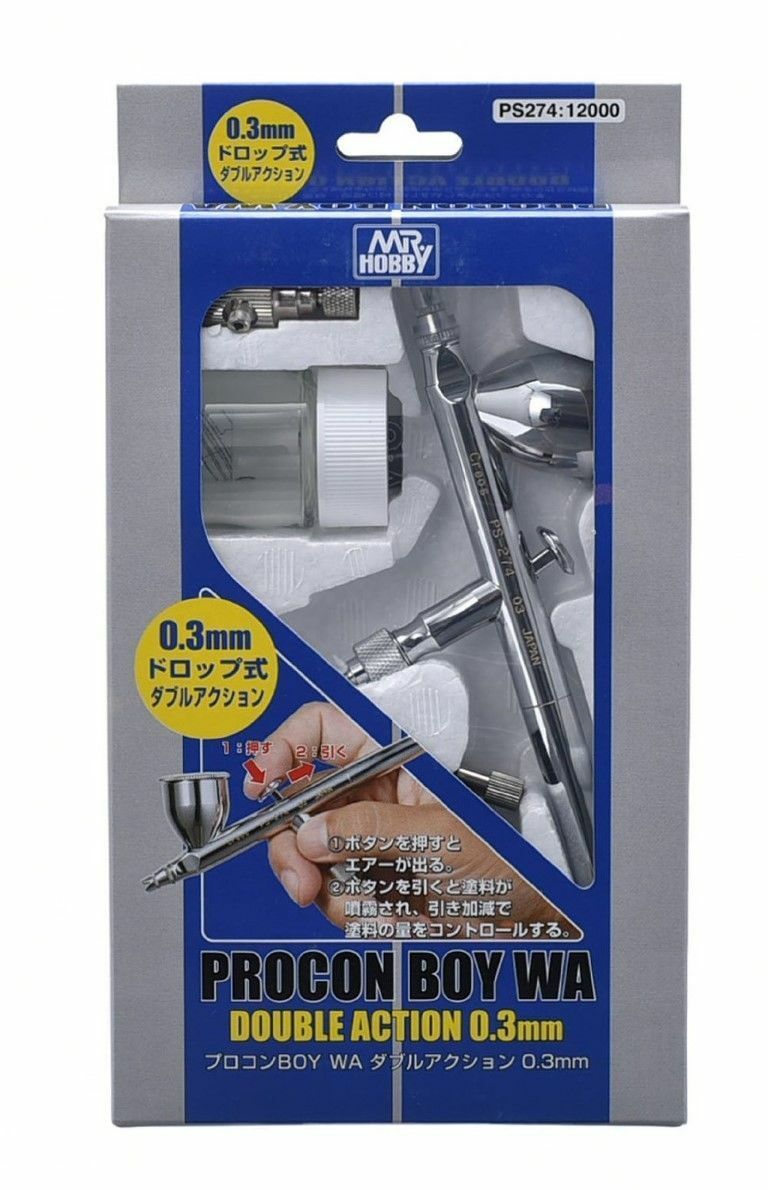 0.3mm
ドロップ式
ダブルアクション
PS274:12000
MR.
HOBBY
Creos PS-274 03 JAPAN
0.3mm
ドロップ式
ダブルアクション
1:押す 2:引く
①ボタンを押すと
エアーが出る。
②ボタンを引くと塗料が
噴霧され、引き加減で
塗料の量をコントロールする。
PROCON BOY WA
DOUBLE ACTION 0.3mm
プロコンBOY WA ダブルアクション 0.3mm